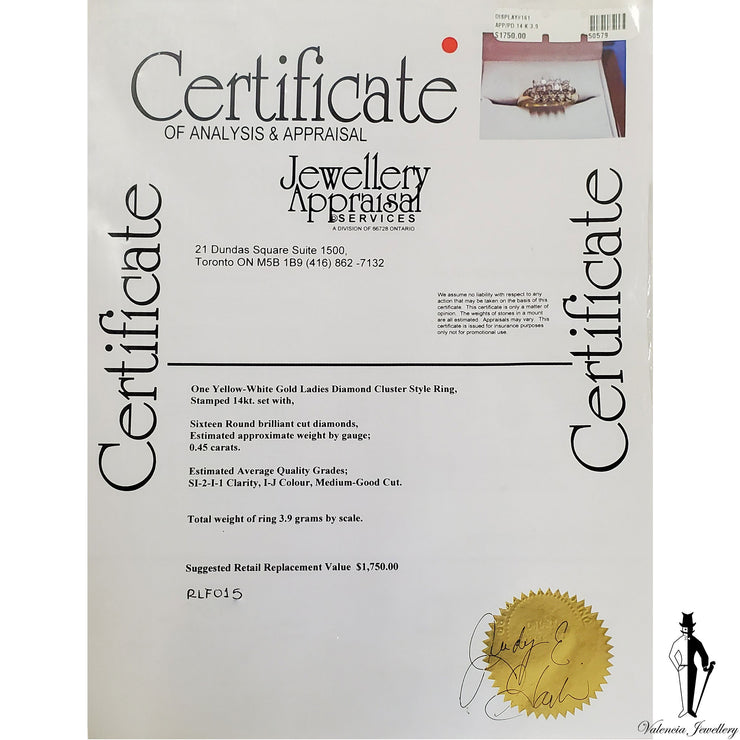 DISPLAY#161
APP/PD 14 K 3.9
$1750.00
50579
Certificate
OF ANALYSIS & APPRAISAL
Jewellery
Appraisal
SERVICES
A DIVISION OF 66728 ONTARIO
21 Dundas Square Suite 1500,
Toronto ON M5B 1B9 (416) 862 -7132
We assume no liability with respect to any
action that may be taken on the basis of this
certificate. This certificate is only a matter of
opinion. The weights of stones in a mount
are all estimated. Appraisals may vary. This
certificate is issued for insurance purposes
only not for promotional use.
Certificate
Certificate
One Yellow-White Gold Ladies Diamond Cluster Style Ring,
Stamped 14kt. set with,
Sixteen Round brilliant cut diamonds,
Estimated approximate weight by gauge;
0.45 carats.
Estimated Average Quality Grades;
SI-2-I-1 Clarity, I-J Colour, Medium-Good Cut.
Total weight of ring 3.9 grams by scale.
Suggested Retail Replacement Value $1,750.00
RLF015
Judy E.
Valencia Jewellery